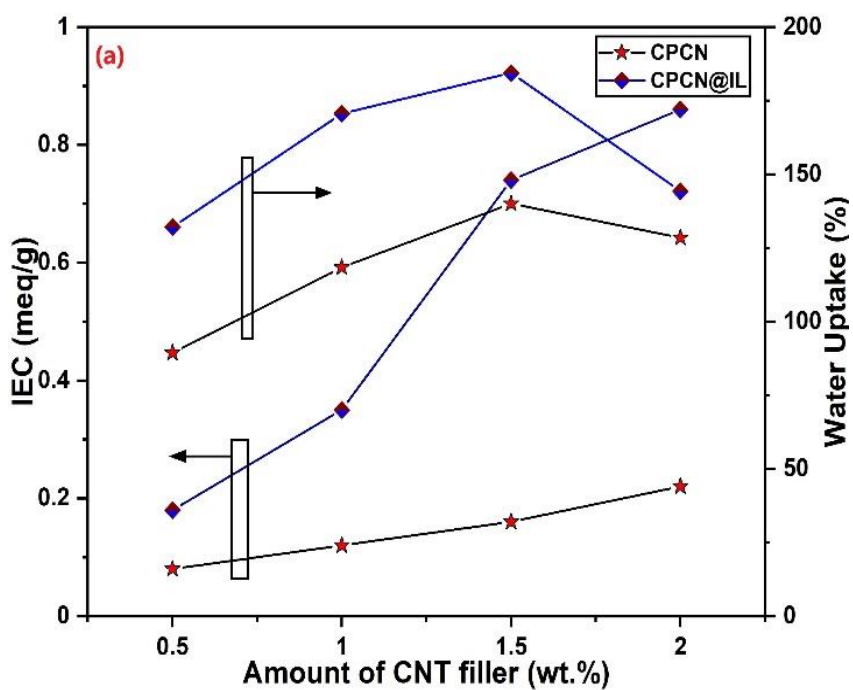 (a)
CPCN
CPCN@IL
IEC (meq/g)
1
0.8
0.6
0.4
0.2
0
200
150
100
50
0
Water Uptake (%)
0.5 1 1.5 2
Amount of CNT filler (wt.%)